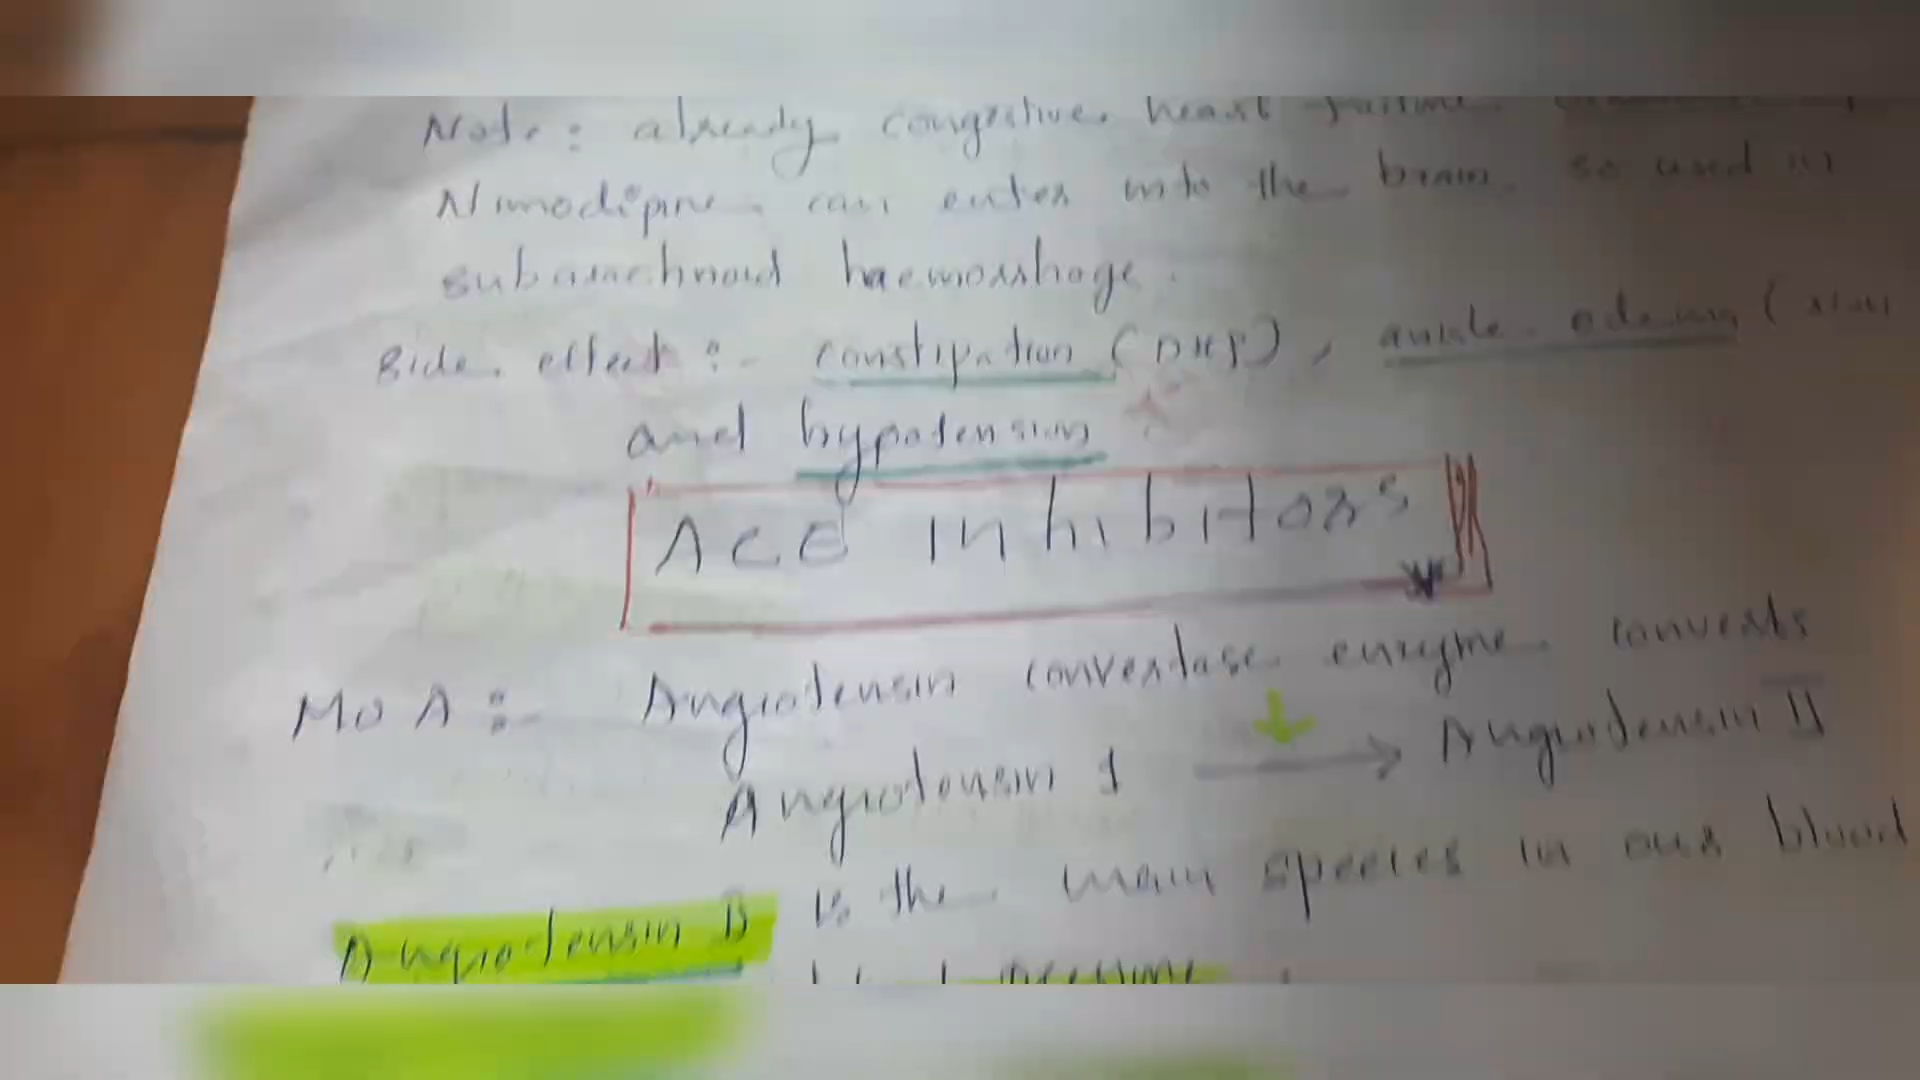 Note : already congestive heart failure
Nimodipine can enter into the brain so used in
subarachnoid haemorrhage.
Side effect :- constipation (DHP), ankle edema (
and hypotension
ACE Inhibitors
MOA :- Angiotensin convertase enzyme converts
Angiotensin I → Angiotensin II
Angiotensin II is the main species in our blood
pressure